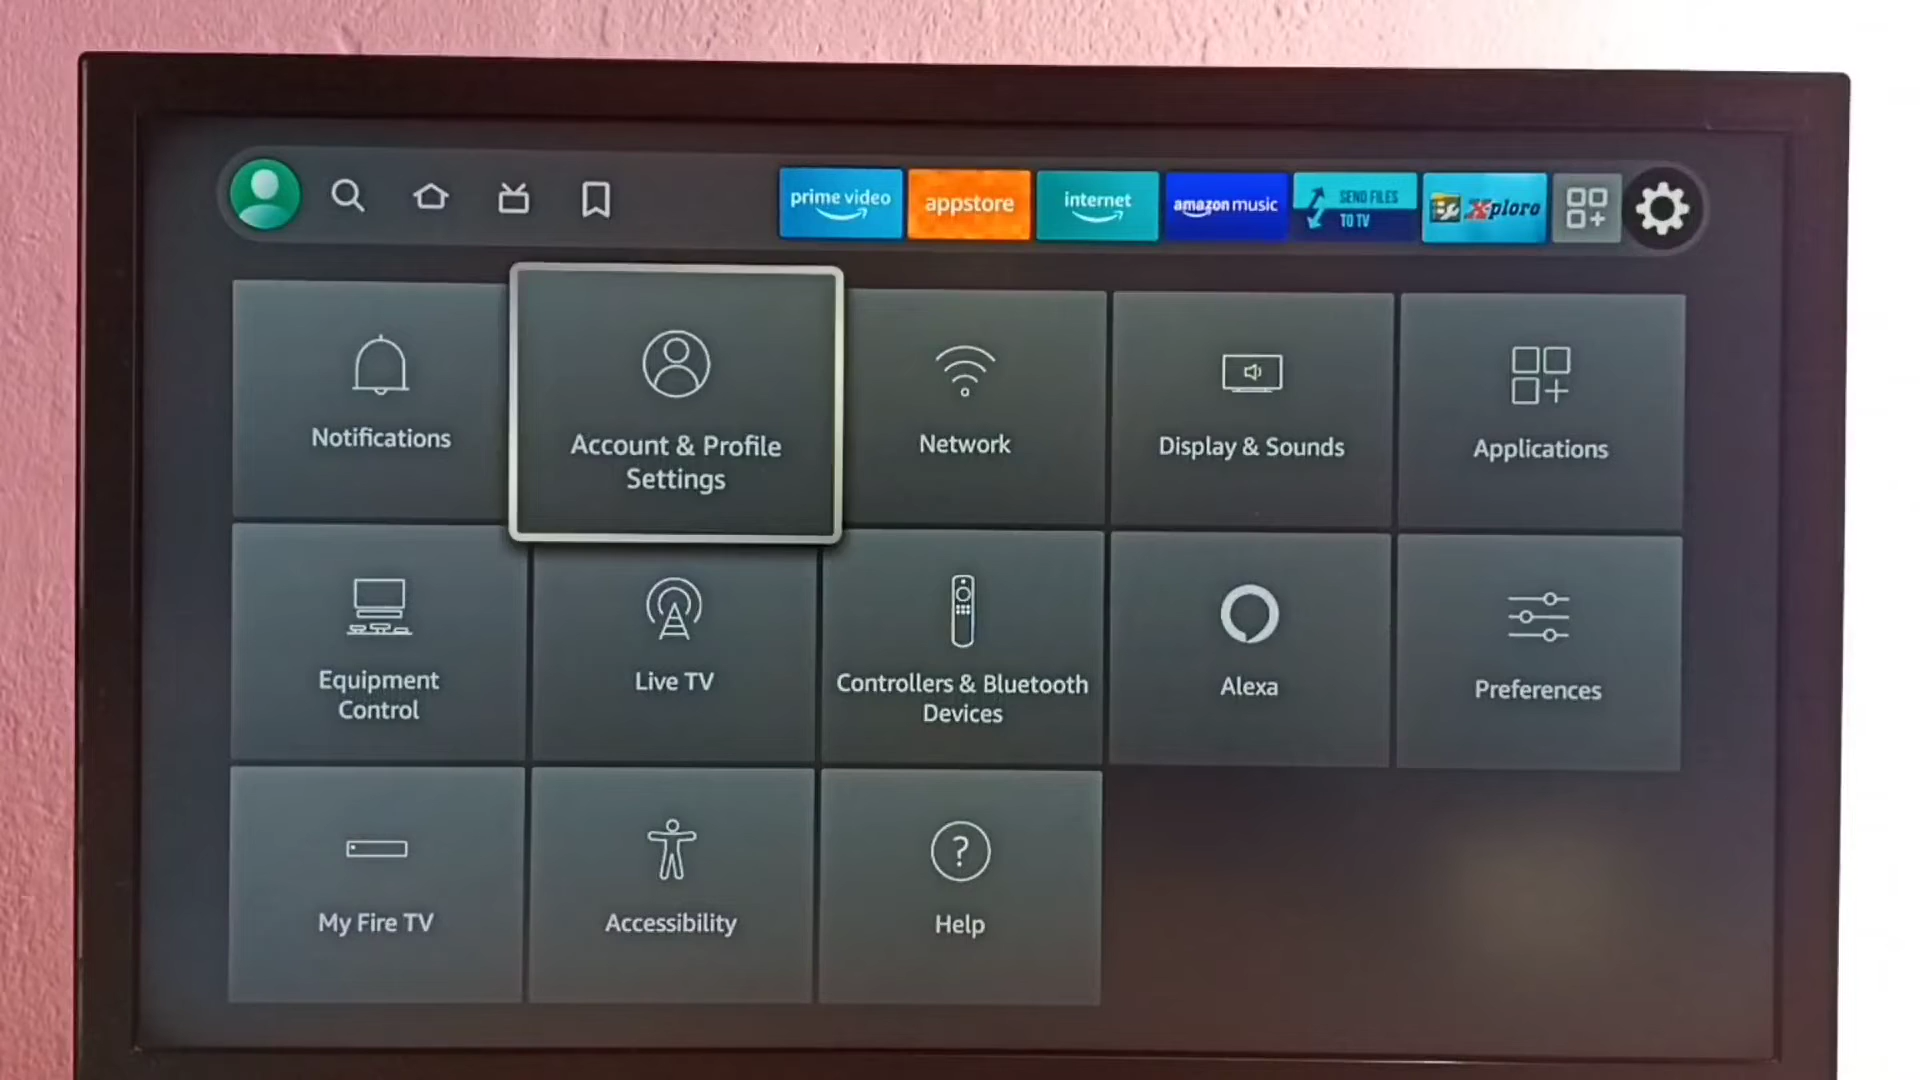 prime video
appstore
internet
amazon music
SEND FILES
TO TV
X-plore
Notifications
Account & Profile
Settings
Network
Display & Sounds
Applications
Equipment
Control
Live TV
Controllers & Bluetooth
Devices
Alexa
Preferences
My Fire TV
Accessibility
?
Help